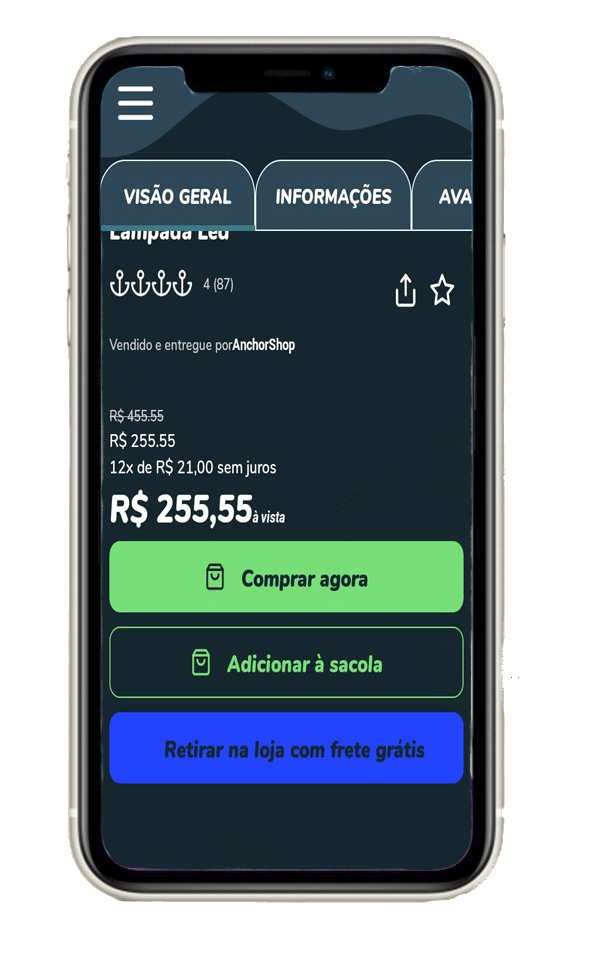 VISÃO GERAL
INFORMAÇÕES
AVA
Lâmpada Led
4 (87)
Vendido e entregue porAnchorShop
R$ 455.55
R$ 255.55
12x de R$ 21,00 sem juros
R$ 255,55à vista
Comprar agora
Adicionar à sacola
Retirar na loja com frete grátis